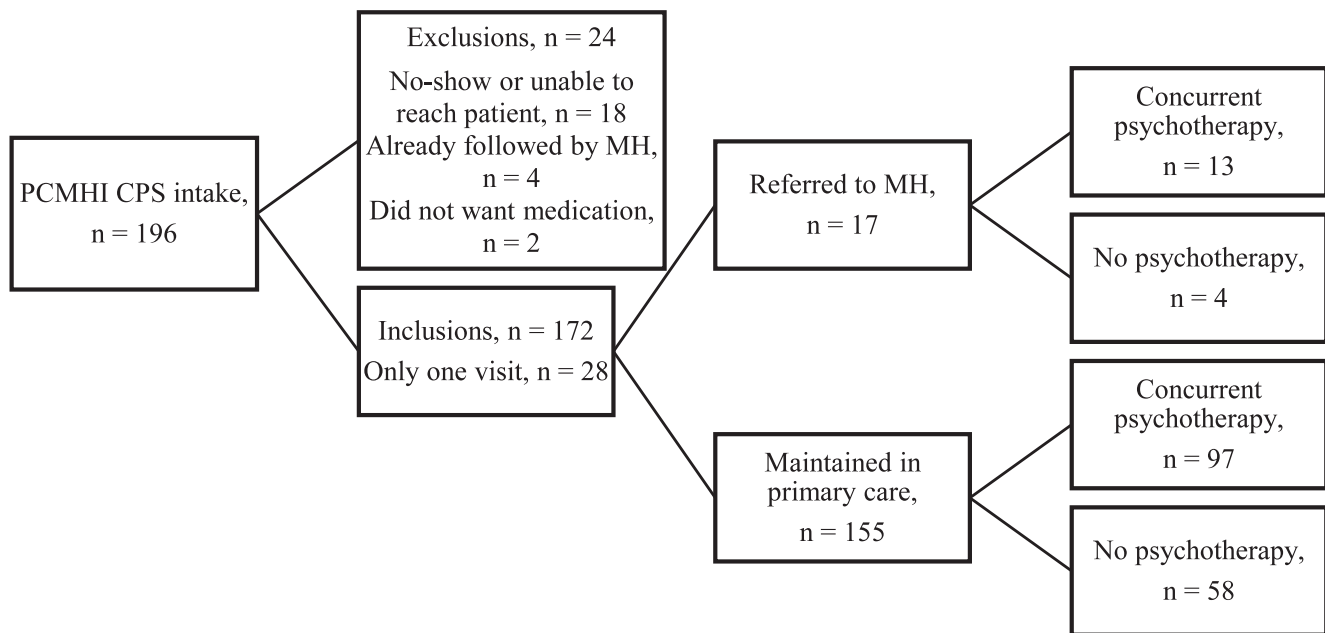 PCMHI CPS intake,
n = 196
Exclusions, n = 24
No-show or unable to
reach patient, n = 18
Already followed by MH,
n = 4
Did not want medication,
n = 2
Inclusions, n = 172
Only one visit, n = 28
Referred to MH,
n = 17
Maintained in
primary care,
n = 155
Concurrent
psychotherapy,
n = 13
No psychotherapy,
n = 4
Concurrent
psychotherapy,
n = 97
No psychotherapy,
n = 58